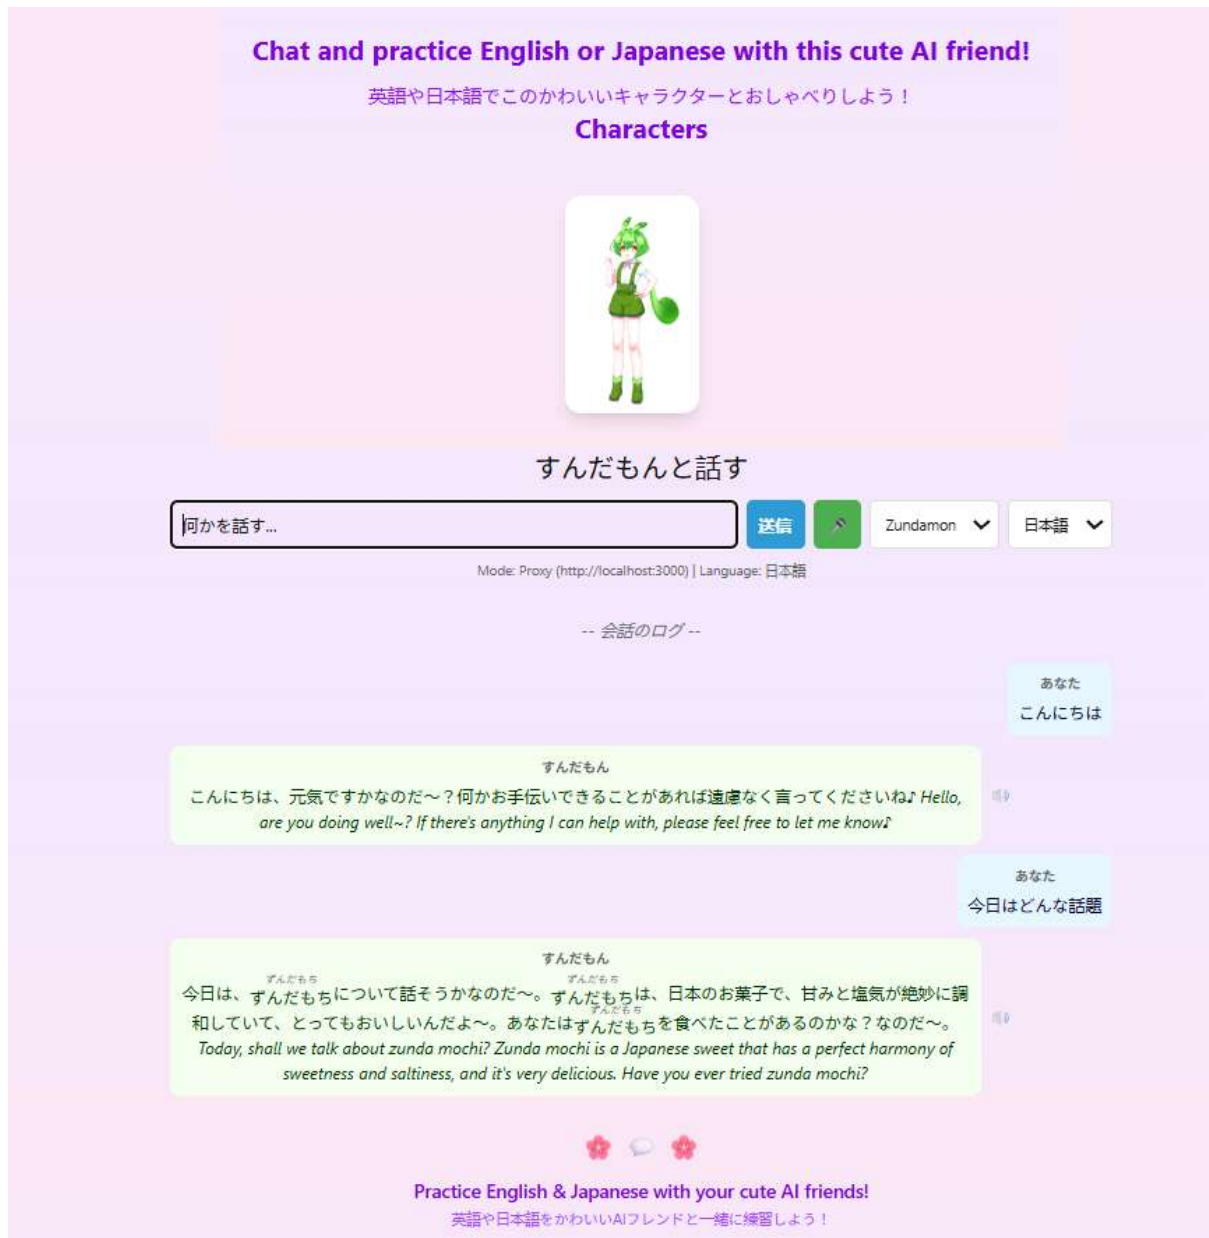 Chat and practice English or Japanese with this cute AI friend!
英語や日本語でこのかわいいキャラクターとおしゃべりしよう！
Characters
すんだもんと話す
何かを話す...
送信
Zundamon
日本語
Mode: Proxy (http://localhost:3000) | Language: 日本語
-- 会話のログ --
あなた
こんにちは
すんだもん
こんにちは、元気ですかなのだ～？何かお手伝いできることがあれば遠慮なく言ってくださいね♪ Hello,
are you doing well~? If there's anything I can help with, please feel free to let me know♪
あなた
今日はどんな話題
すんだもん
ずんだもち ずんだもち
今日は、ずんだもちについて話そうかなのだ～。ずんだもちは、日本のお菓子で、甘みと塩気が絶妙に調
ずんだもち
和していて、とってもおいしいんだよ～。あなたはずんだもちを食べたことがあるのかな？なのだ～。
Today, shall we talk about zunda mochi? Zunda mochi is a Japanese sweet that has a perfect harmony of
sweetness and saltiness, and it's very delicious. Have you ever tried zunda mochi?
Practice English & Japanese with your cute AI friends!
英語や日本語をかわいいAIフレンドと一緒に練習しよう！